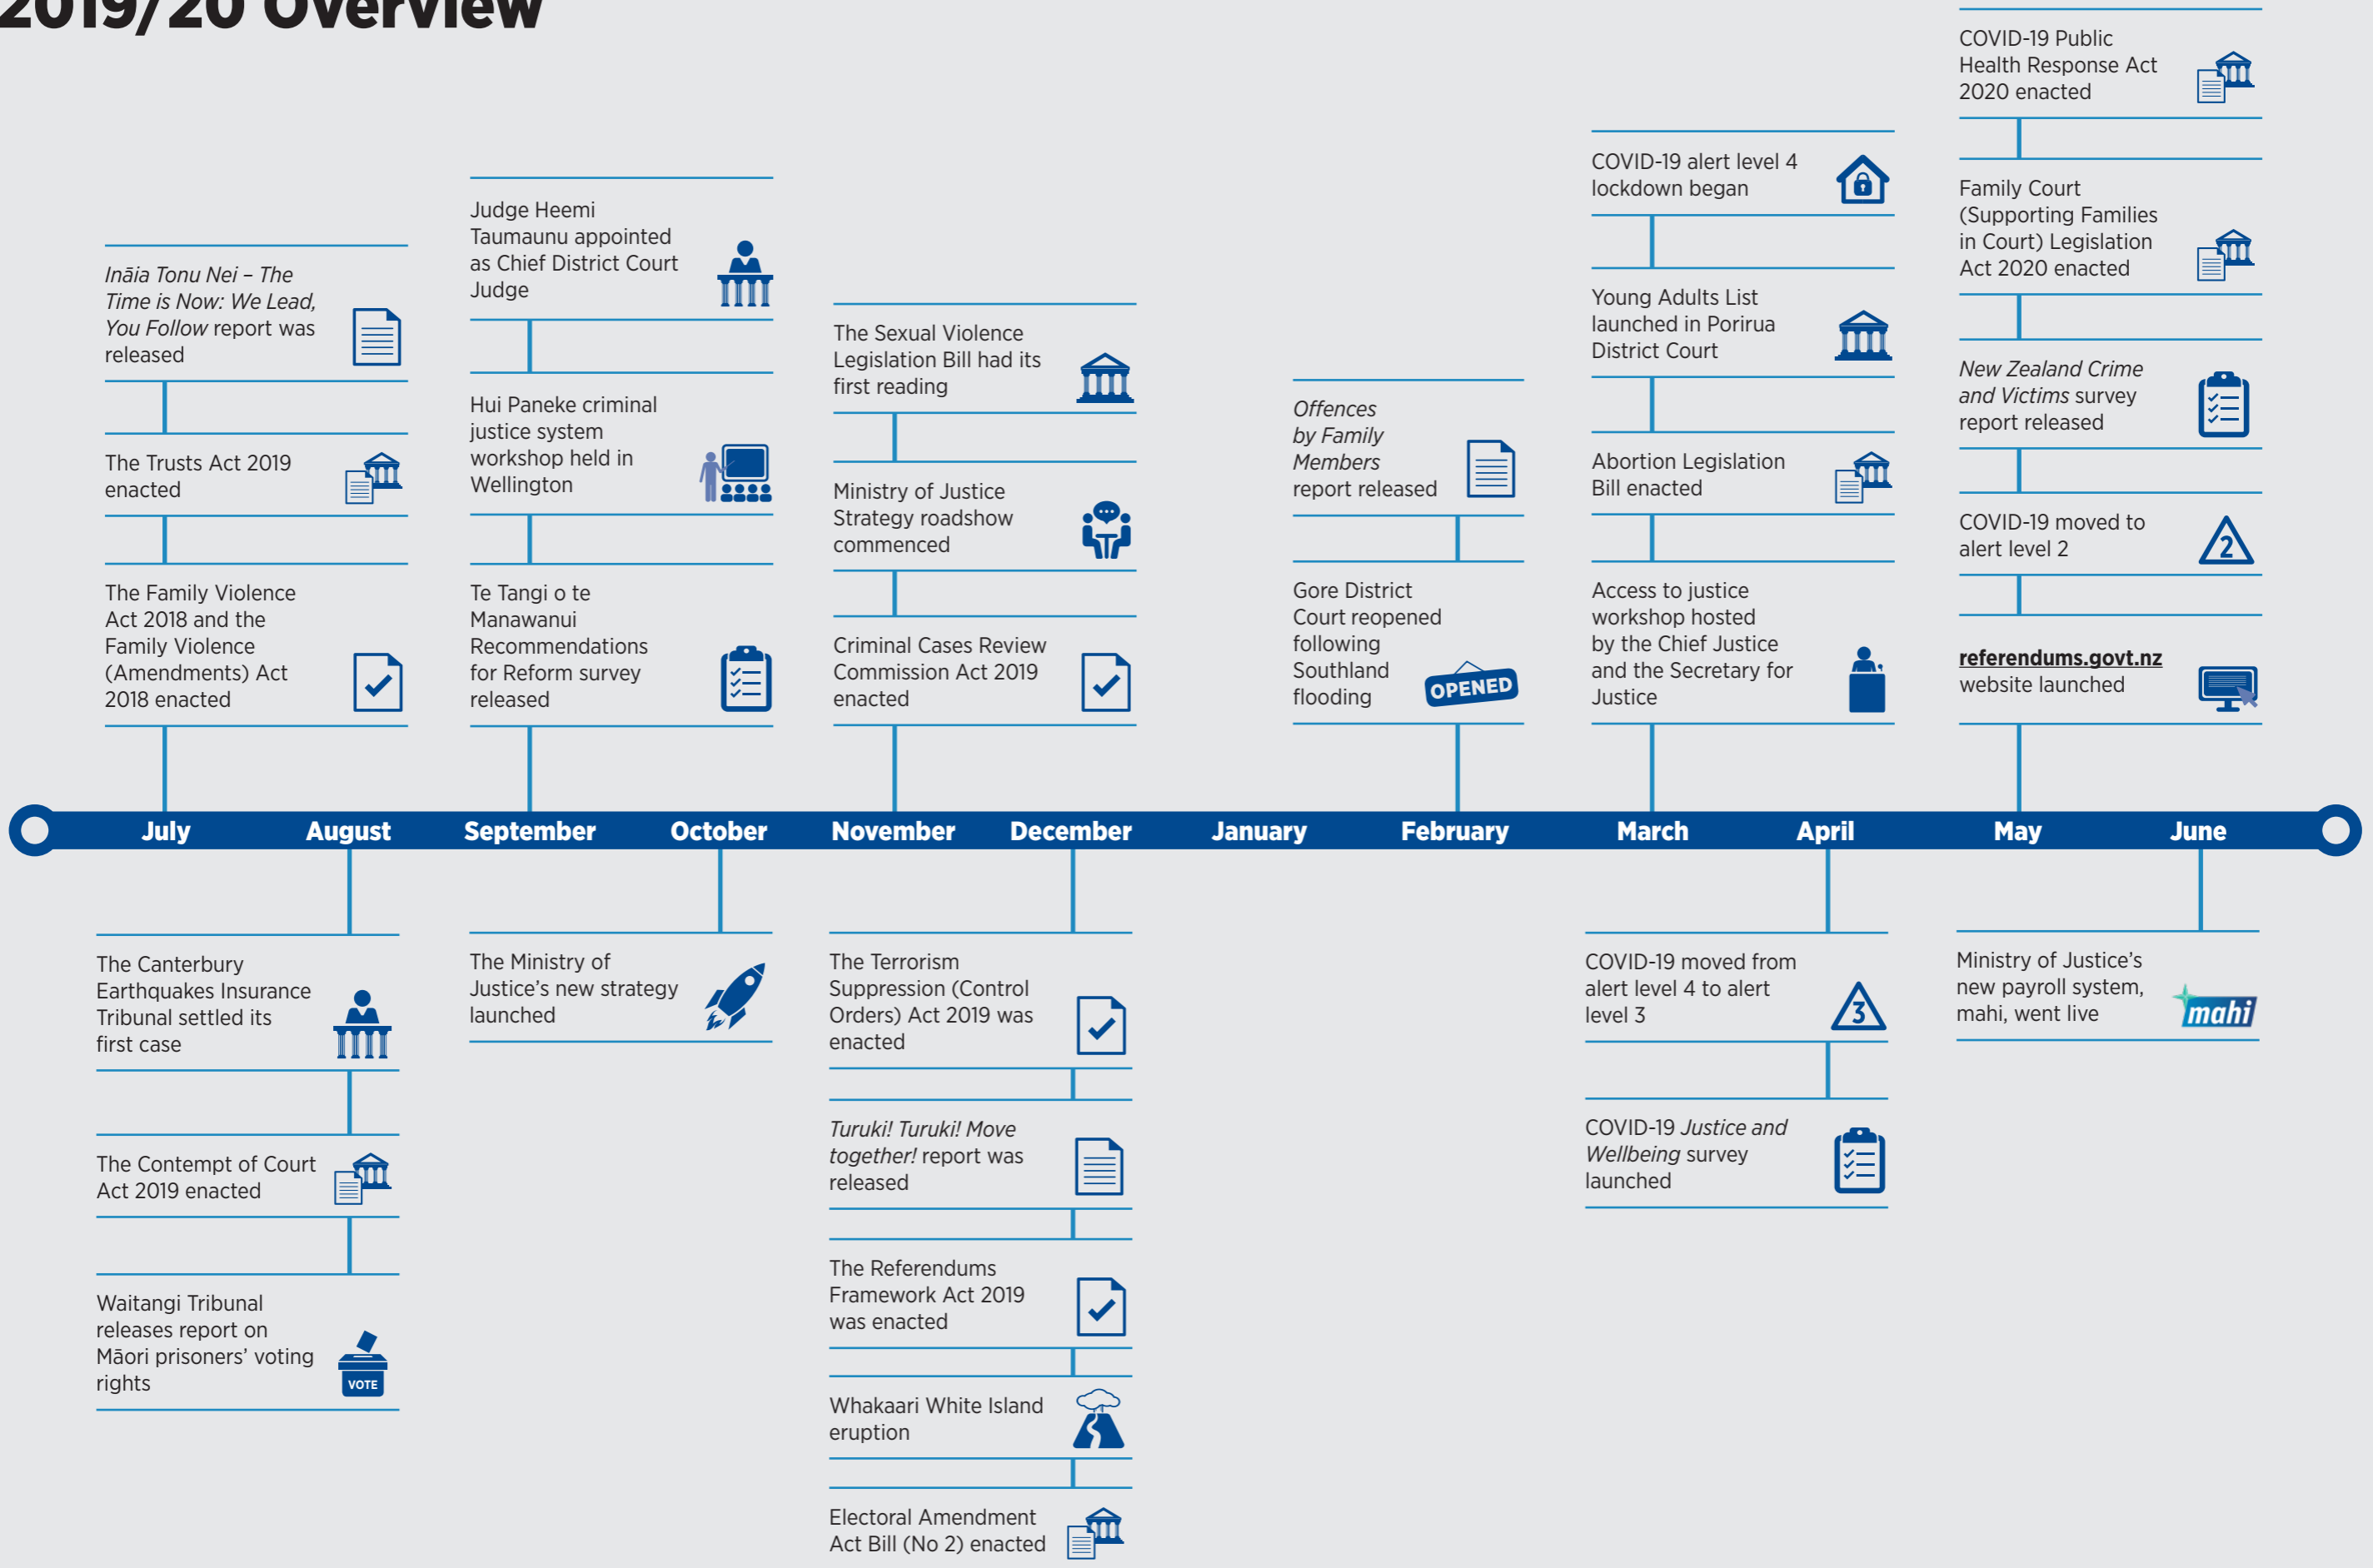 2019/20 Overview
Ināia Tonu Nei – The
Time is Now: We Lead,
You Follow report was
released
The Trusts Act 2019
enacted
The Family Violence
Act 2018 and the
Family Violence
(Amendments) Act
2018 enacted
Judge Heemi
Taumaunu appointed
as Chief District Court
Judge
Hui Paneke criminal
justice system
workshop held in
Wellington
Te Tangi o te
Manawanui
Recommendations
for Reform survey
released
The Sexual Violence
Legislation Bill had its
first reading
Ministry of Justice
Strategy roadshow
commenced
Criminal Cases Review
Commission Act 2019
enacted
Offences
by Family
Members
report released
Gore District
Court reopened
following
Southland
flooding
OPENED
COVID-19 alert level 4
lockdown began
Young Adults List
launched in Porirua
District Court
Abortion Legislation
Bill enacted
Access to justice
workshop hosted
by the Chief Justice
and the Secretary for
Justice
COVID-19 Public
Health Response Act
2020 enacted
Family Court
(Supporting Families
in Court) Legislation
Act 2020 enacted
New Zealand Crime
and Victims survey
report released
COVID-19 moved to
alert level 2
2
referendums.govt.nz
website launched
July August September October November December January February March April May June
The Canterbury
Earthquakes Insurance
Tribunal settled its
first case
The Contempt of Court
Act 2019 enacted
Waitangi Tribunal
releases report on
Māori prisoners’ voting
rights
VOTE
The Ministry of
Justice’s new strategy
launched
The Terrorism
Suppression (Control
Orders) Act 2019 was
enacted
Turuki! Turuki! Move
together! report was
released
The Referendums
Framework Act 2019
was enacted
Whakaari White Island
eruption
Electoral Amendment
Act Bill (No 2) enacted
COVID-19 moved from
alert level 4 to alert
level 3
3
COVID-19 Justice and
Wellbeing survey
launched
Ministry of Justice’s
new payroll system,
mahi, went live
mahi